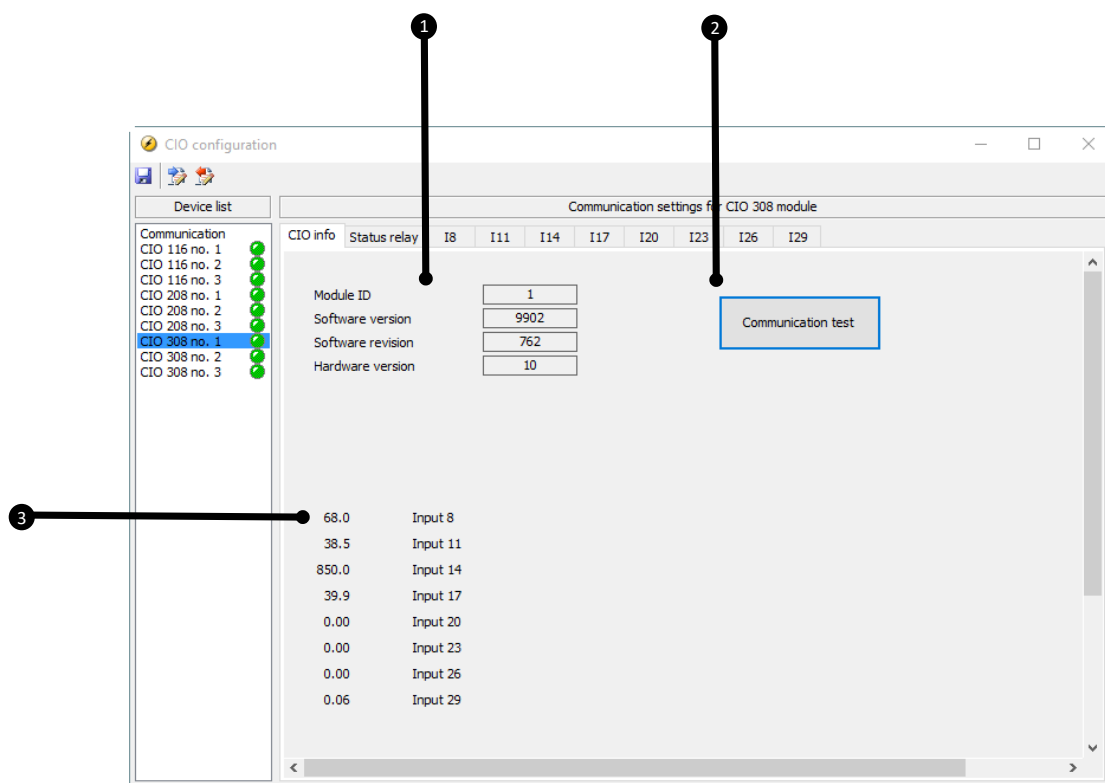 1 2
CIO configuration
Device list
Communication settings for CIO 308 module
Communication
CIO 116 no. 1
CIO 116 no. 2
CIO 116 no. 3
CIO 208 no. 1
CIO 208 no. 2
CIO 208 no. 3
CIO 308 no. 1
CIO 308 no. 2
CIO 308 no. 3
CIO info Status relay I8 I11 I14 I17 I20 I23 I26 I29
Module ID 1
Software version 9902
Software revision 762
Hardware version 10
Communication test
3
68.0 Input 8
38.5 Input 11
850.0 Input 14
39.9 Input 17
0.00 Input 20
0.00 Input 23
0.00 Input 26
0.06 Input 29